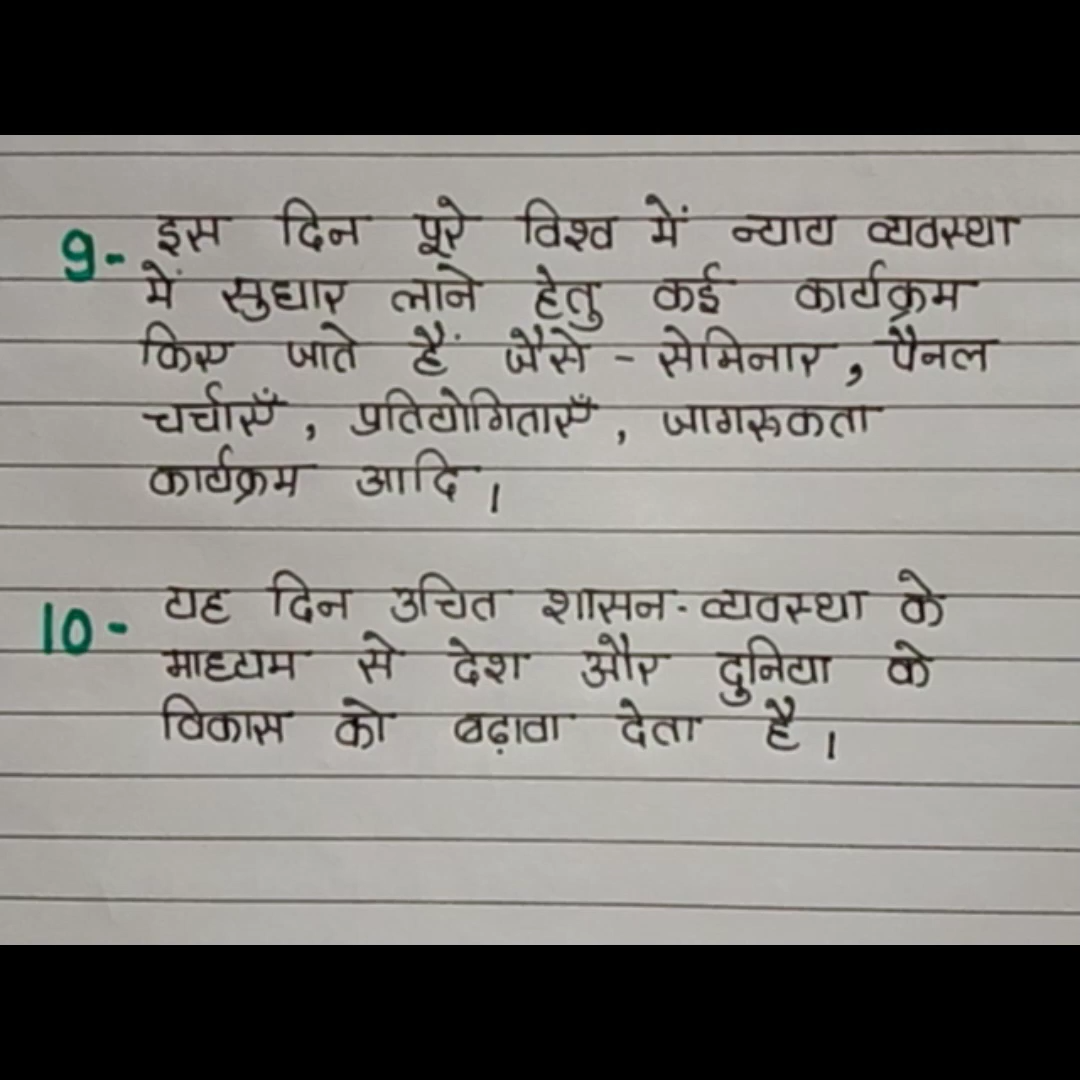 9- इस दिन पूरे विश्व में न्याय व्यवस्था
में सुधार लाने हेतु कई कार्यक्रम
किए जाते हैं जैसे - सेमिनार, पैनल
चर्चाएँ, प्रतियोगिताएँ, जागरूकता
कार्यक्रम आदि।
10- यह दिन उचित शासन-व्यवस्था के
माध्यम से देश और दुनिया के
विकास को बढ़ावा देता है।